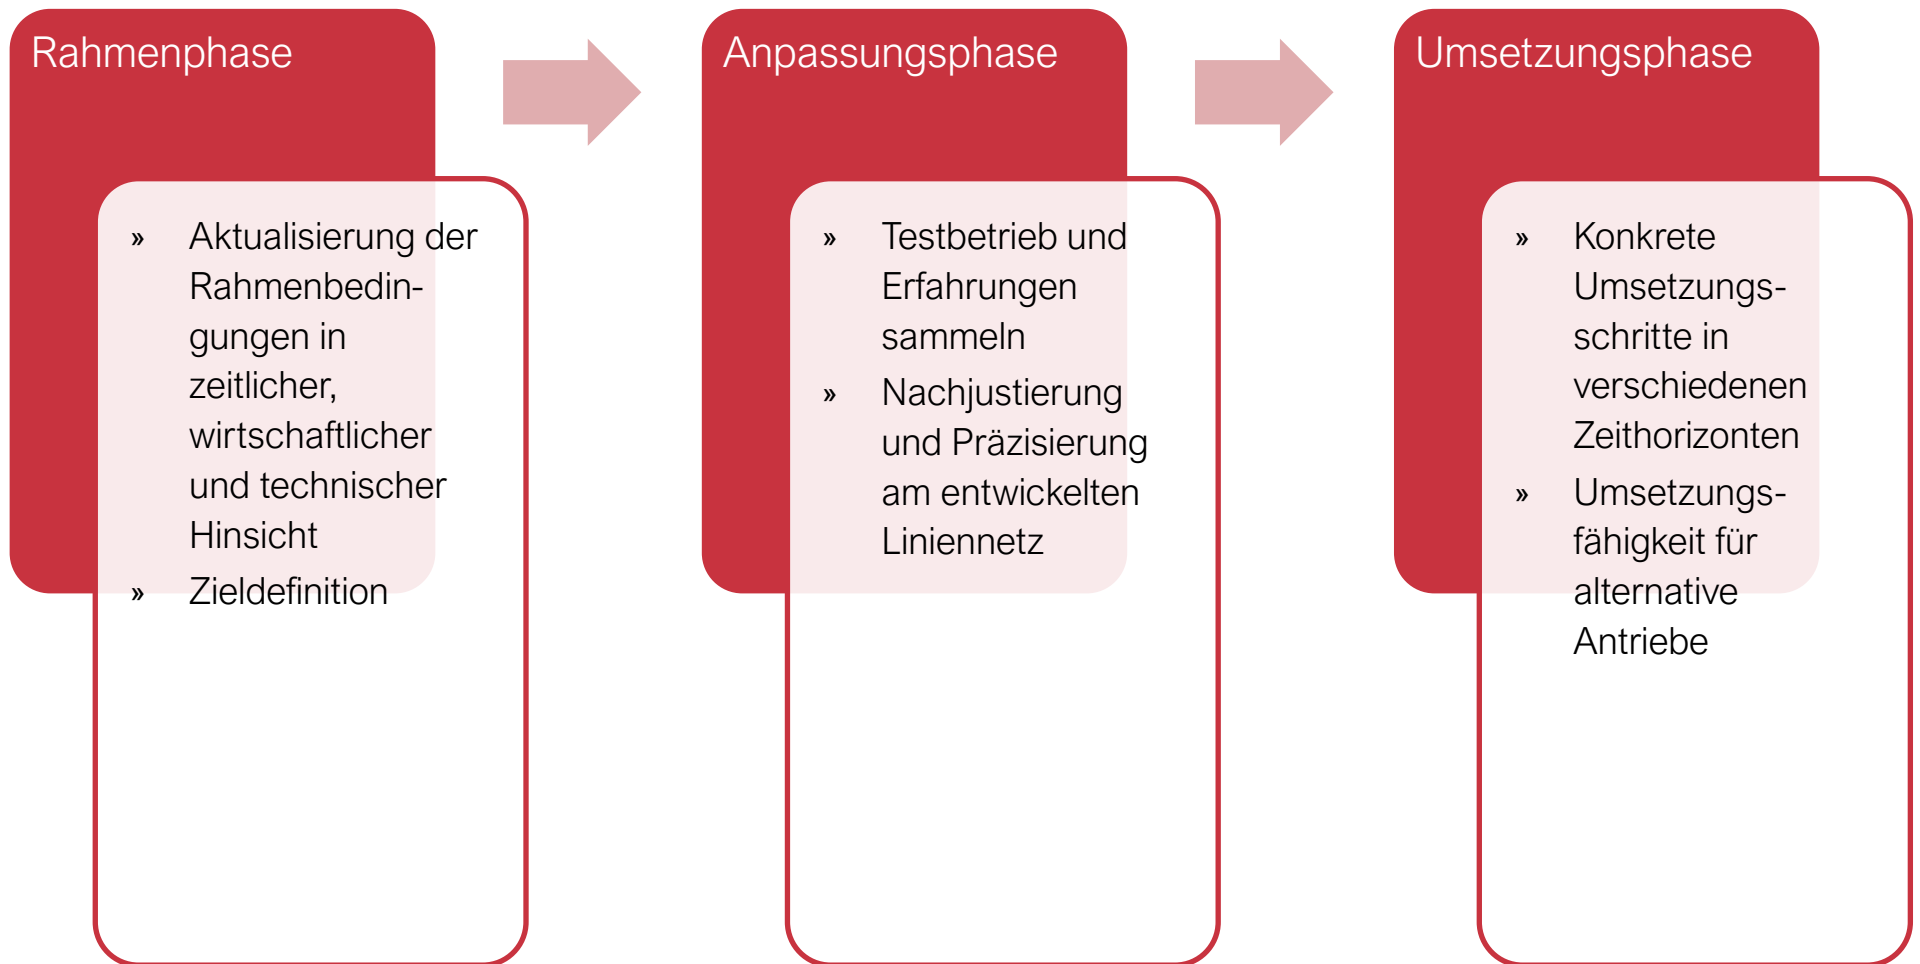 Rahmenphase
» Aktualisierung der
Rahmenbedin-
gungen in
zeitlicher,
wirtschaftlicher
und technischer
Hinsicht
» Zieldefinition
Anpassungsphase
» Testbetrieb und
Erfahrungen
sammeln
» Nachjustierung
und Präzisierung
am entwickelten
Liniennetz
Umsetzungsphase
» Konkrete
Umsetzungs-
schritte in
verschiedenen
Zeithorizonten
» Umsetzungs-
fähigkeit für
alternative
Antriebe